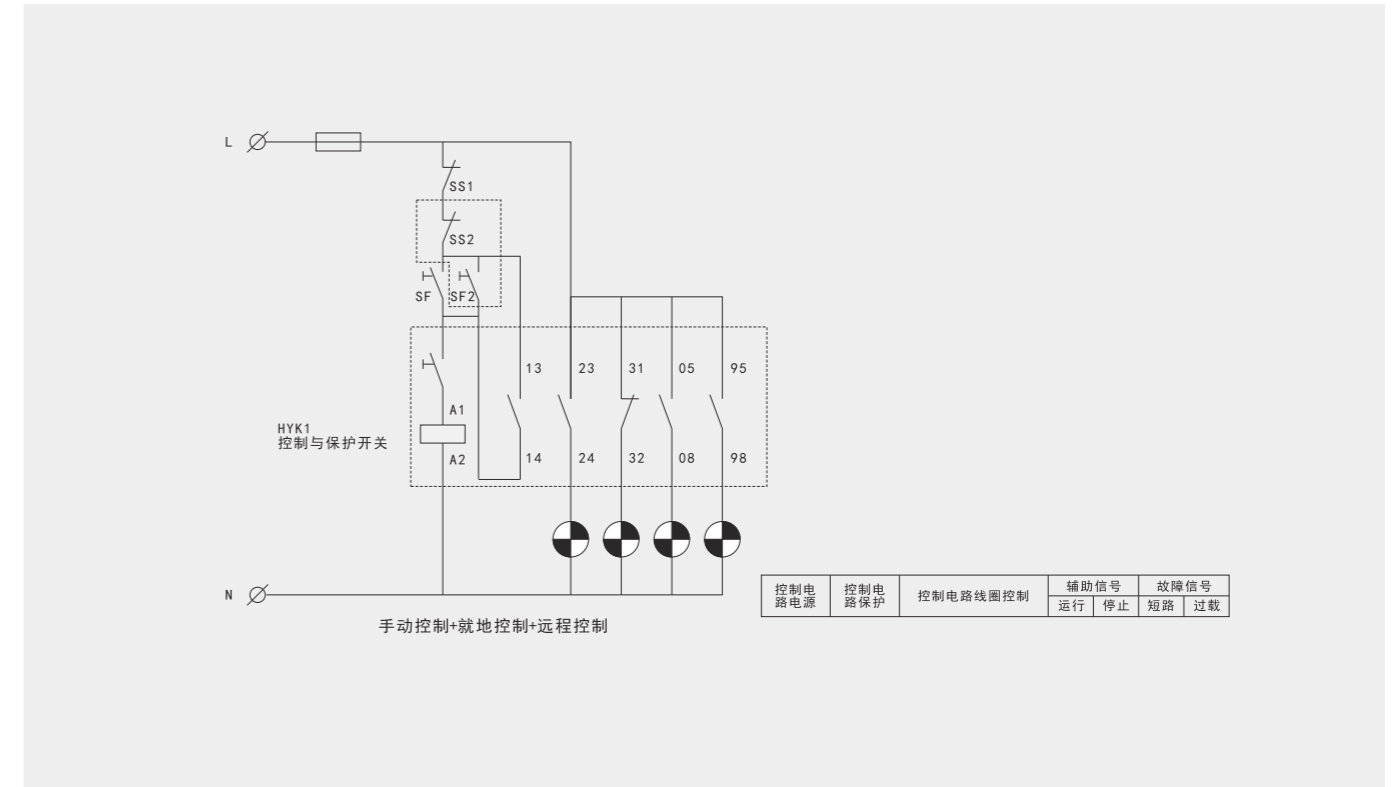 L
SS1
SS2
SF SF2
13 23 31 05 95
A1
HYK1
控制与保护开关
A2 14 24 32 08 98
N
手动控制+就地控制+远程控制
控制电路电源 控制电路保护 控制电路线圈控制 辅助信号 故障信号
运行 停止 短路 过载